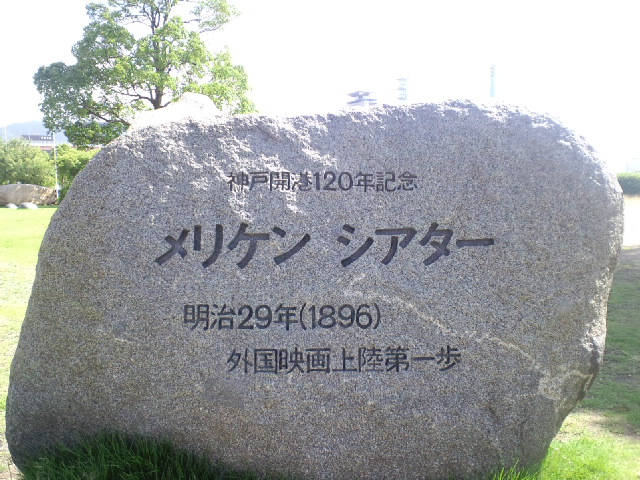 神戸開港120年記念
メリケン シアター
明治29年(1896)
外国映画上陸第一歩